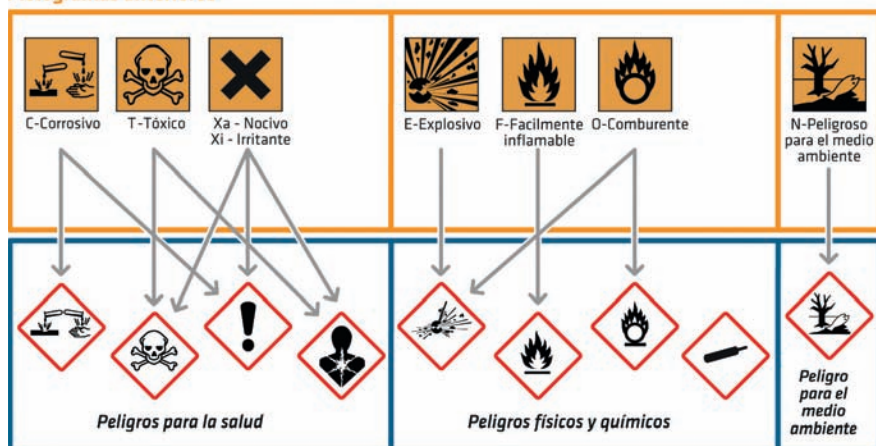 C-Corrosivo
T-Tóxico
Xa - Nocivo
Xi - Irritante
E-Explosivo
F-Facilmente
inflamable
O-Comburente
N-Peligroso
para el medio
ambiente
Peligros para la salud
Peligros físicos y químicos
Peligro
para el
medio
ambiente